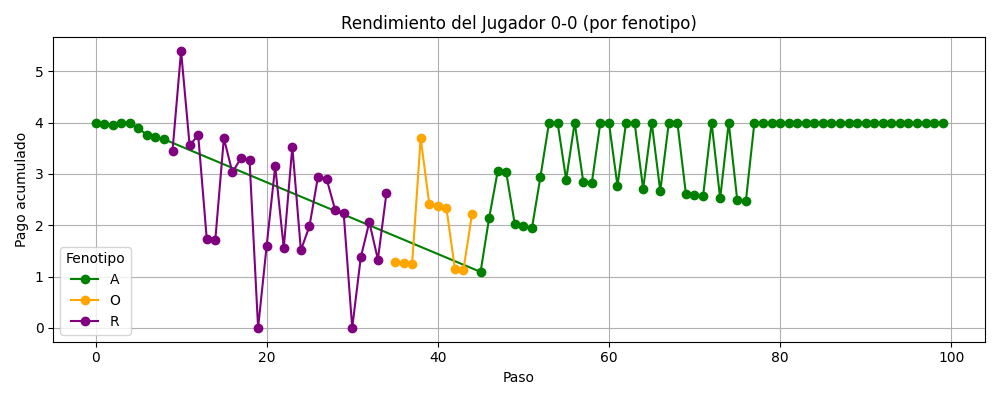 Rendimiento del Jugador 0-0 (por fenotipo)
Pago acumulado
5
4
3
2
1
0
Fenotipo
A
O
R
0
20
40
60
80
100
Paso